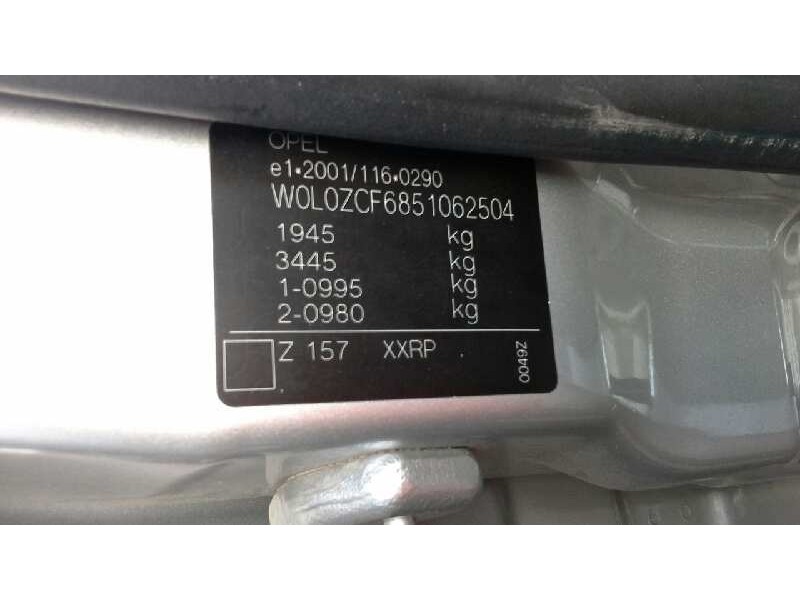 OPEL
e1*2001/116*0290
W0L0ZCF6851062504
1945 kg
3445 kg
1-0995 kg
2-0980 kg
Z 157 XXRP
0049Z